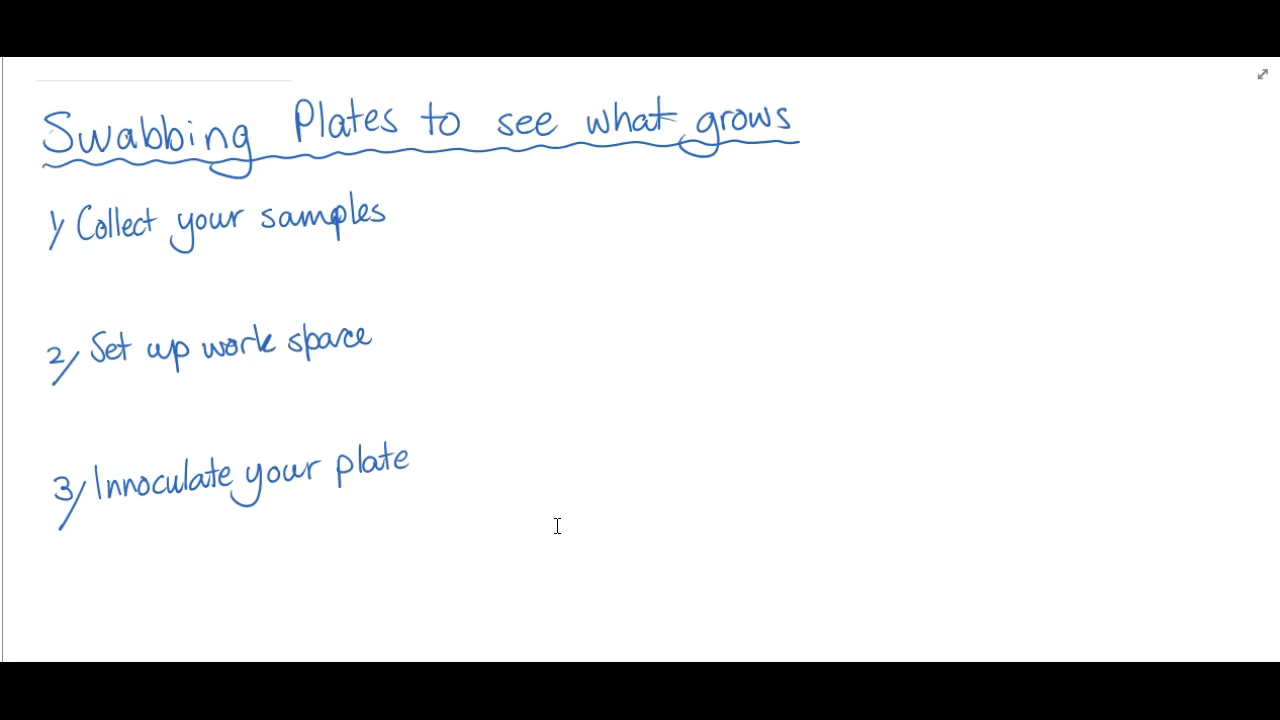 Swabbing Plates to see what grows
1/ Collect your samples
2/ Set up work space
3/ Innoculate your plate